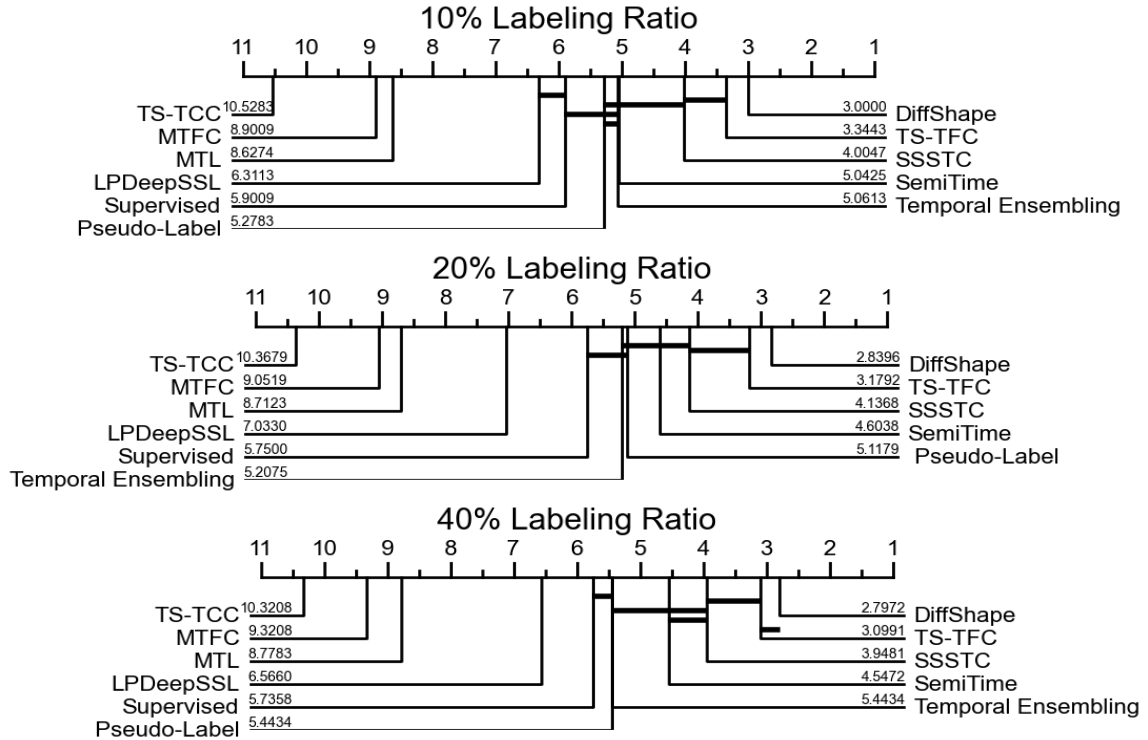 10% Labeling Ratio
11 10 9 8 7 6 5 4 3 2 1
TS-TCC 10.5283 3.0000 DiffShape
MTFC 8.9009 3.3443 TS-TFC
MTL 8.6274 4.0047 SSSTC
LPDeepSSL 6.3113 5.0425 SemiTime
Supervised 5.9009 5.0613 Temporal Ensembling
Pseudo-Label 5.2783
20% Labeling Ratio
11 10 9 8 7 6 5 4 3 2 1
TS-TCC 10.3679 2.8396 DiffShape
MTFC 9.0519 3.1792 TS-TFC
MTL 8.7123 4.1368 SSSTC
LPDeepSSL 7.0330 4.6038 SemiTime
Supervised 5.7500 5.1179 Pseudo-Label
Temporal Ensembling 5.2075
40% Labeling Ratio
11 10 9 8 7 6 5 4 3 2 1
TS-TCC 10.3208 2.7972 DiffShape
MTFC 9.3208 3.0991 TS-TFC
MTL 8.7783 3.9481 SSSTC
LPDeepSSL 6.5660 4.5472 SemiTime
Supervised 5.7358 5.4434 Temporal Ensembling
Pseudo-Label 5.4434